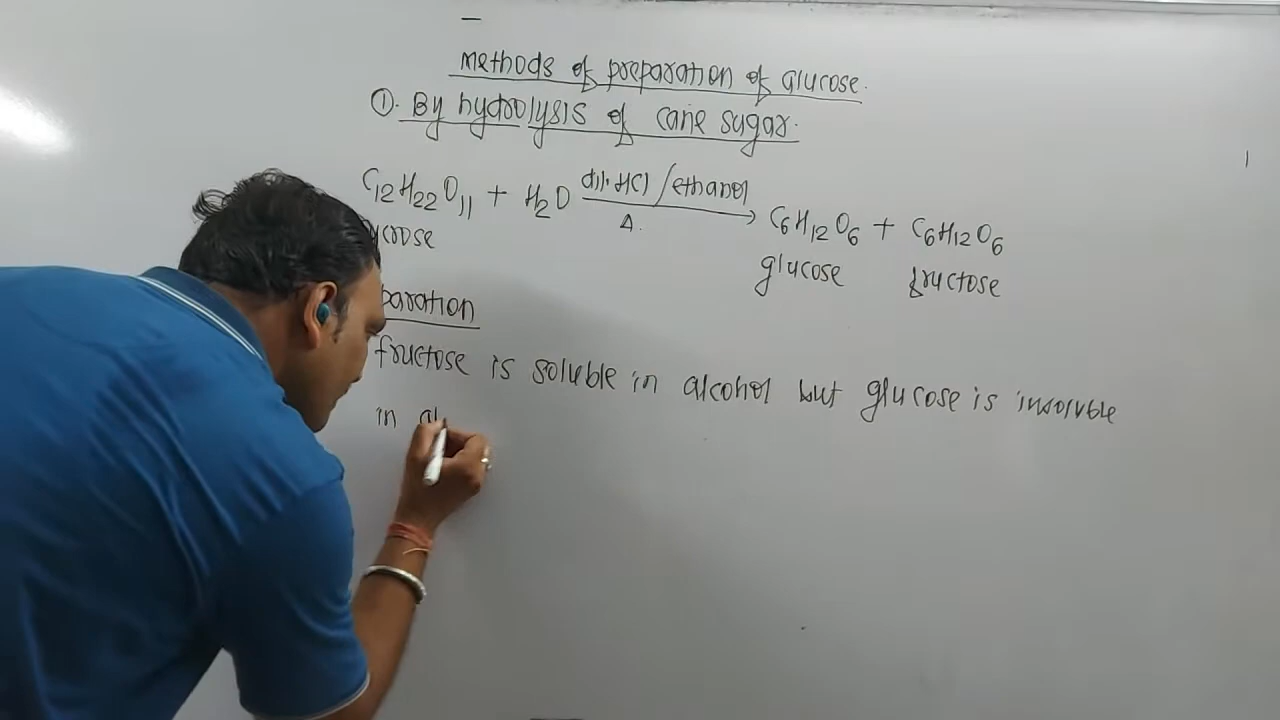 methods of preparation of glucose.
①. By hydrolysis of cane sugar.
C₁₂H₂₂O₁₁ + H₂O dil. HCl/ethanol Δ. → C₆H₁₂O₆ + C₆H₁₂O₆
glucose fructose
fructose is soluble in alcohol but glucose is insoluble
in al